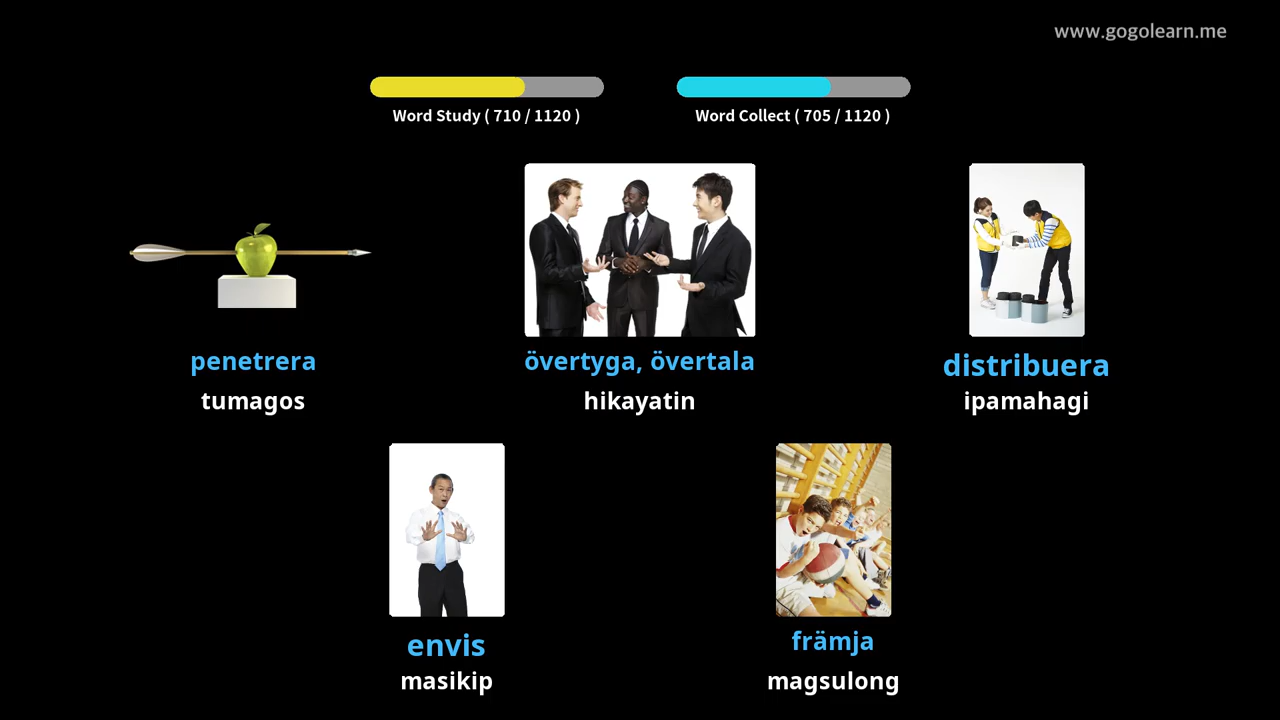 www.gogolearn.me
Word Study ( 710 / 1120 )
Word Collect ( 705 / 1120 )
penetrera
tumagos
övertyga, övertala
hikayatin
distribuera
ipamahagi
envis
masikip
främja
magsulong